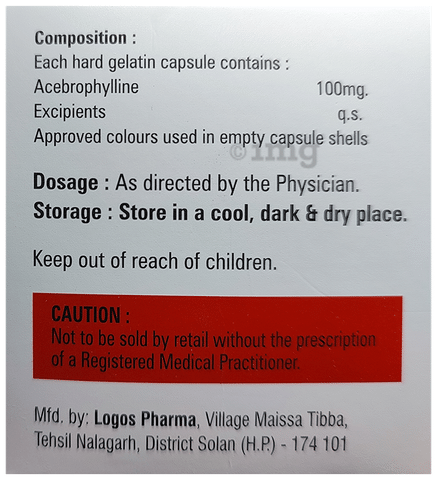 Composition :
Each hard gelatin capsule contains :
Acebrophylline 100mg.
Excipients q.s.
Approved colours used in empty capsule shells
© img
Dosage : As directed by the Physician.
Storage : Store in a cool, dark & dry place.
Keep out of reach of children.
CAUTION :
Not to be sold by retail without the prescription
of a Registered Medical Practitioner.
Mfd. by: Logos Pharma, Village Maissa Tibba,
Tehsil Nalagarh, District Solan (H.P.) - 174 101